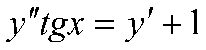 y''tgx = y' + 1